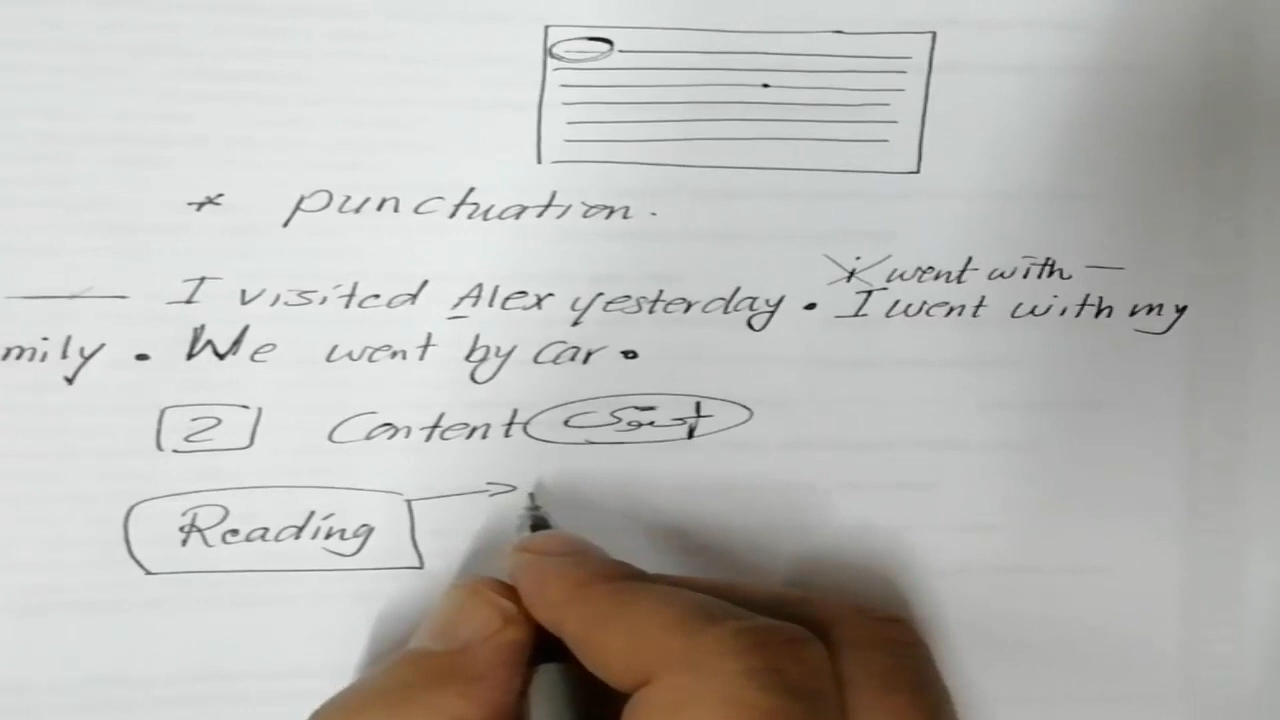 * punctuation.
went with —
I visited Alex yesterday. I went with my
mily. We went by car.
2 Content محتوى
Reading